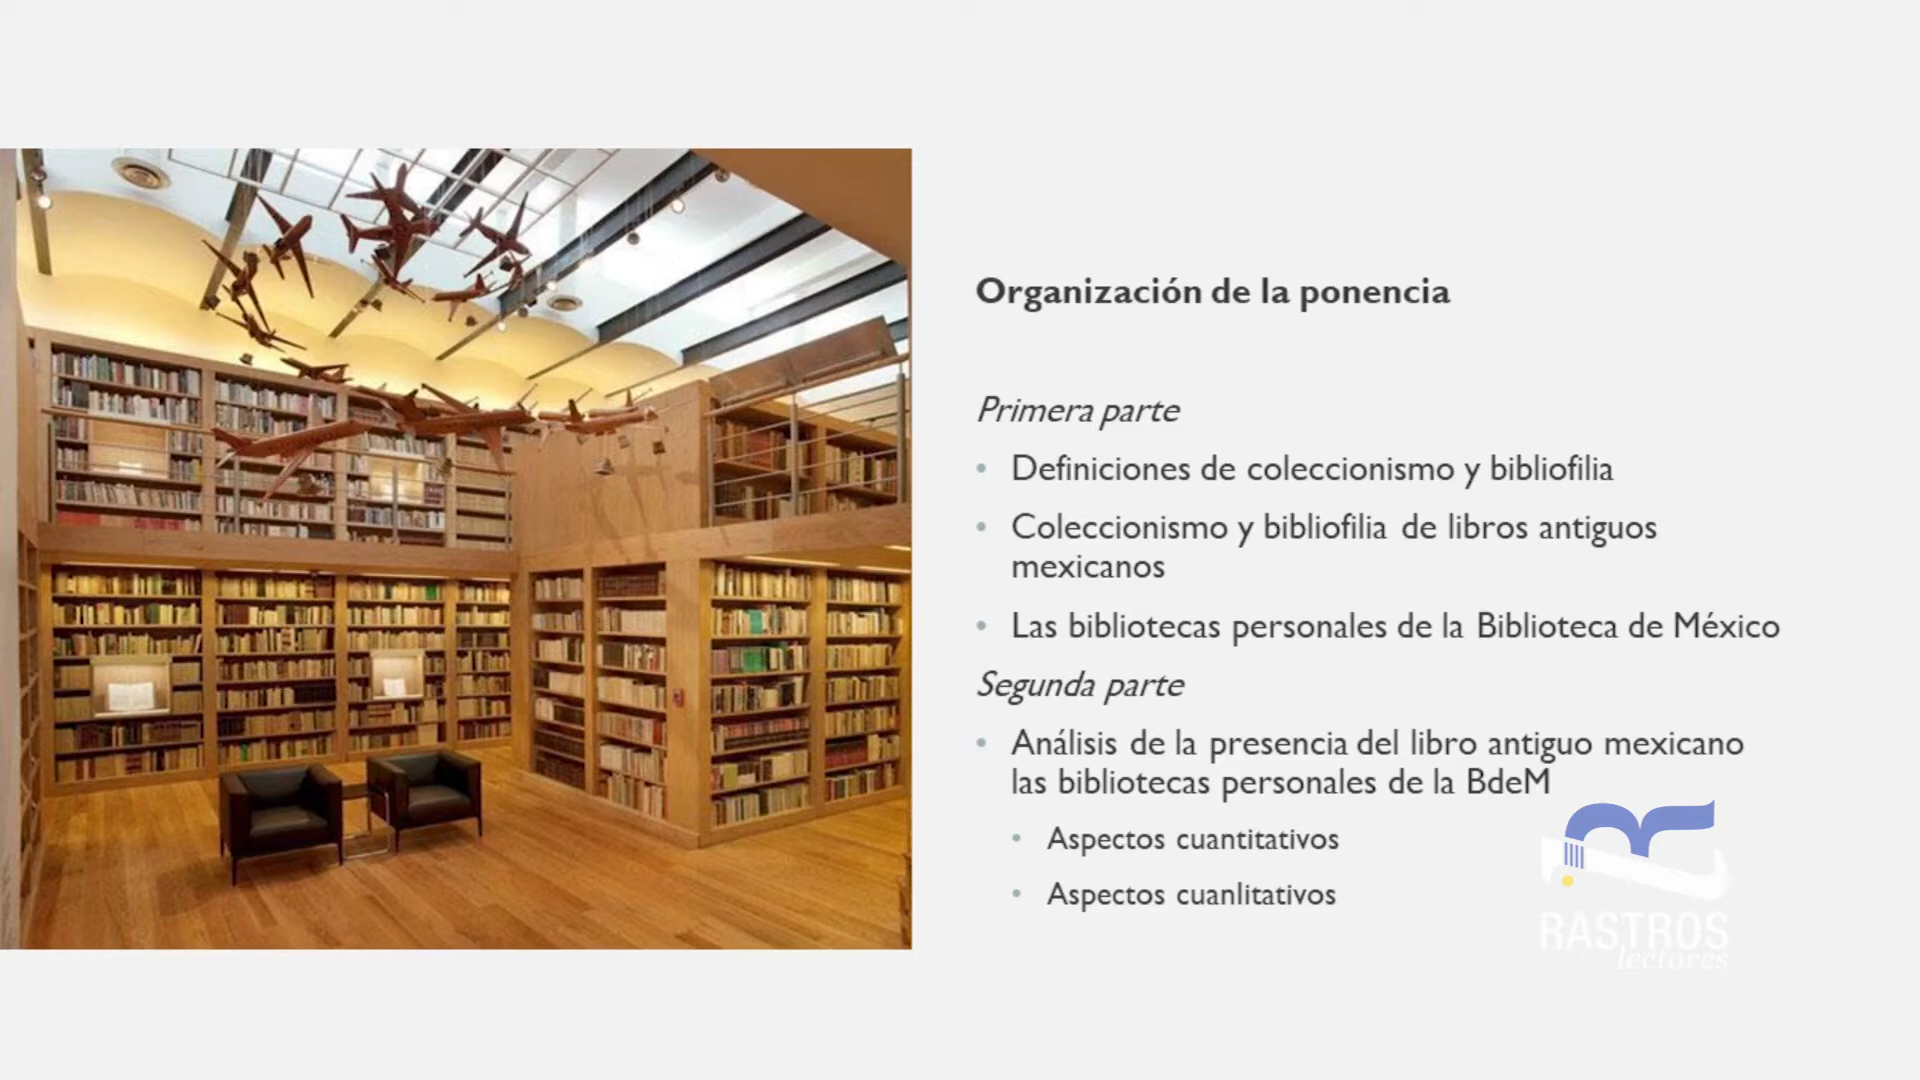 Organización de la ponencia
Primera parte
• Definiciones de coleccionismo y bibliofilia
• Coleccionismo y bibliofilia de libros antiguos
mexicanos
• Las bibliotecas personales de la Biblioteca de México
Segunda parte
• Análisis de la presencia del libro antiguo mexicano
las bibliotecas personales de la BdeM
• Aspectos cuantitativos
• Aspectos cuanlitativos
RASTROS
lectores